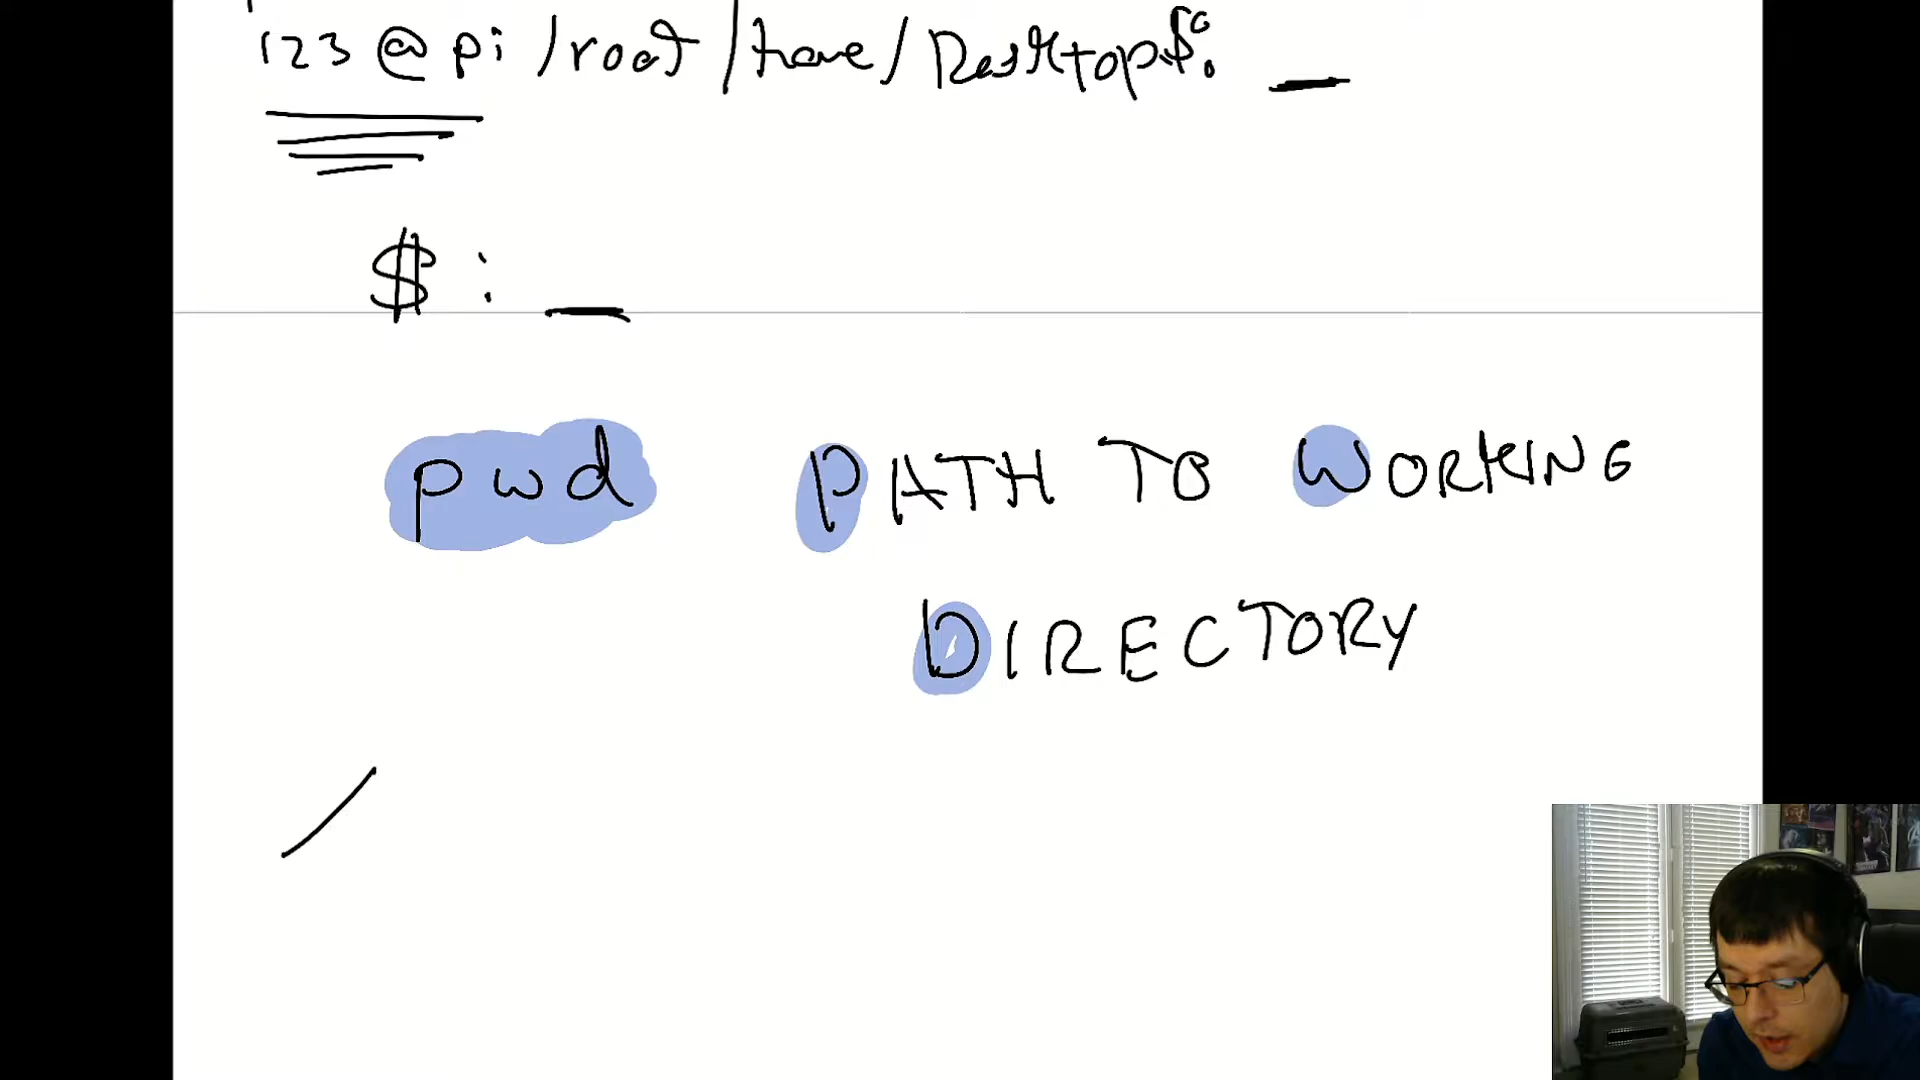 123@pi /root/home/Desktop$: _
$ : _
pwd PATH TO WORKING
DIRECTORY
/